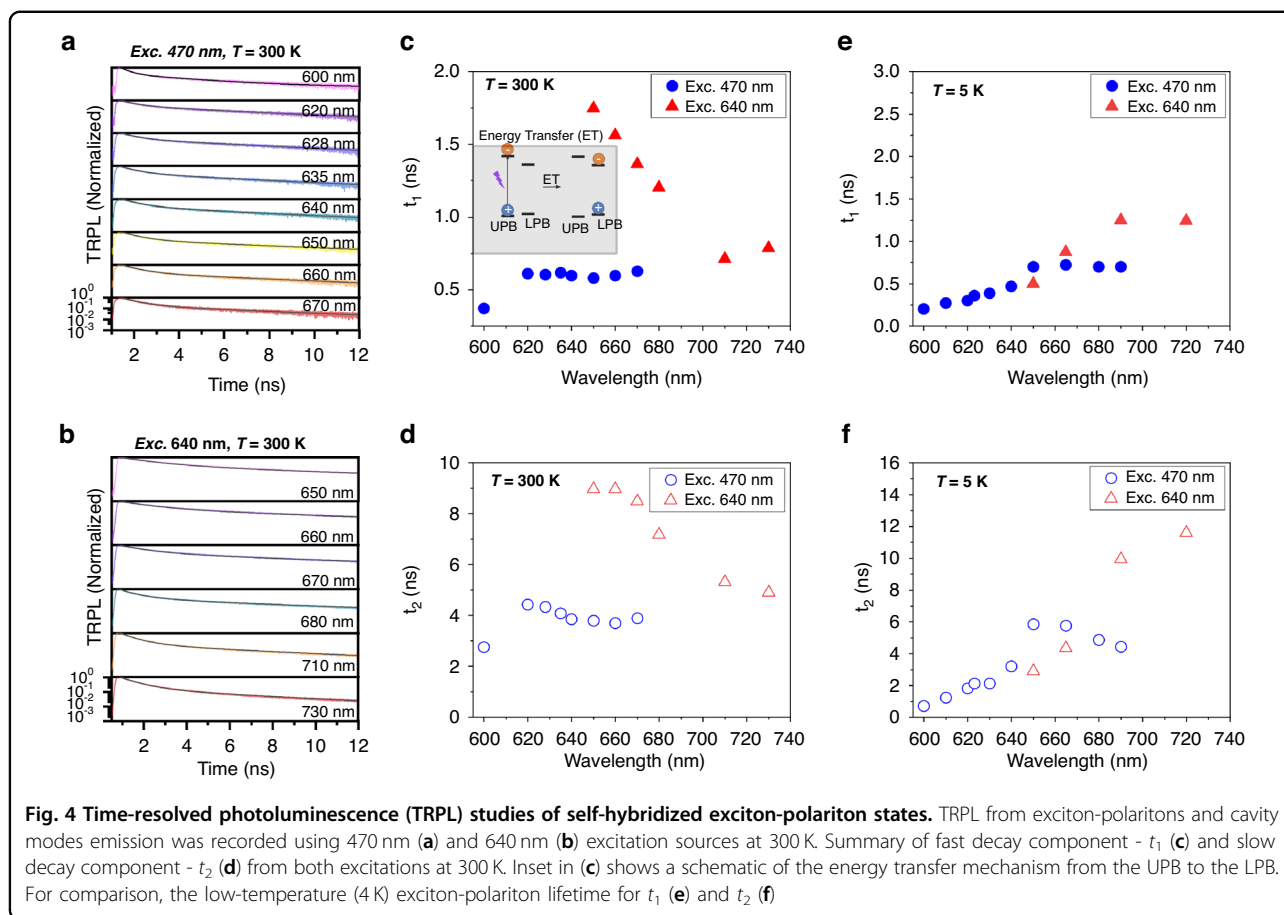 a
Exc. 470 nm, T = 300 K
TRPL (Normalized)
600 nm
620 nm
628 nm
635 nm
640 nm
650 nm
660 nm
670 nm
10⁰
10⁻¹
10⁻²
10⁻³
2 4 6 8 10 12
Time (ns)
c
T = 300 K
Exc. 470 nm
Exc. 640 nm
Energy Transfer (ET)
ET
UPB LPB UPB LPB
t₁ (ns)
2.0
1.5
1.0
0.5
600 620 640 660 680 700 720 740
Wavelength (nm)
e
T = 5 K
Exc. 470 nm
Exc. 640 nm
t₁ (ns)
3.0
2.5
2.0
1.5
1.0
0.5
0.0
600 620 640 660 680 700 720 740
Wavelength (nm)
b
Exc. 640 nm, T = 300 K
TRPL (Normalized)
650 nm
660 nm
670 nm
680 nm
710 nm
730 nm
10⁰
10⁻¹
10⁻²
10⁻³
2 4 6 8 10 12
Time (ns)
d
T = 300 K
Exc. 470 nm
Exc. 640 nm
t₂ (ns)
10
8
6
4
2
0
600 620 640 660 680 700 720 740
Wavelength (nm)
f
T = 5 K
Exc. 470 nm
Exc. 640 nm
t₂ (ns)
16
14
12
10
8
6
4
2
0
600 620 640 660 680 700 720 740
Wavelength (nm)
Fig. 4 Time-resolved photoluminescence (TRPL) studies of self-hybridized exciton-polariton states. TRPL from exciton-polaritons and cavity
modes emission was recorded using 470 nm (a) and 640 nm (b) excitation sources at 300 K. Summary of fast decay component - t₁ (c) and slow
decay component - t₂ (d) from both excitations at 300 K. Inset in (c) shows a schematic of the energy transfer mechanism from the UPB to the LPB.
For comparison, the low-temperature (4 K) exciton-polariton lifetime for t₁ (e) and t₂ (f)